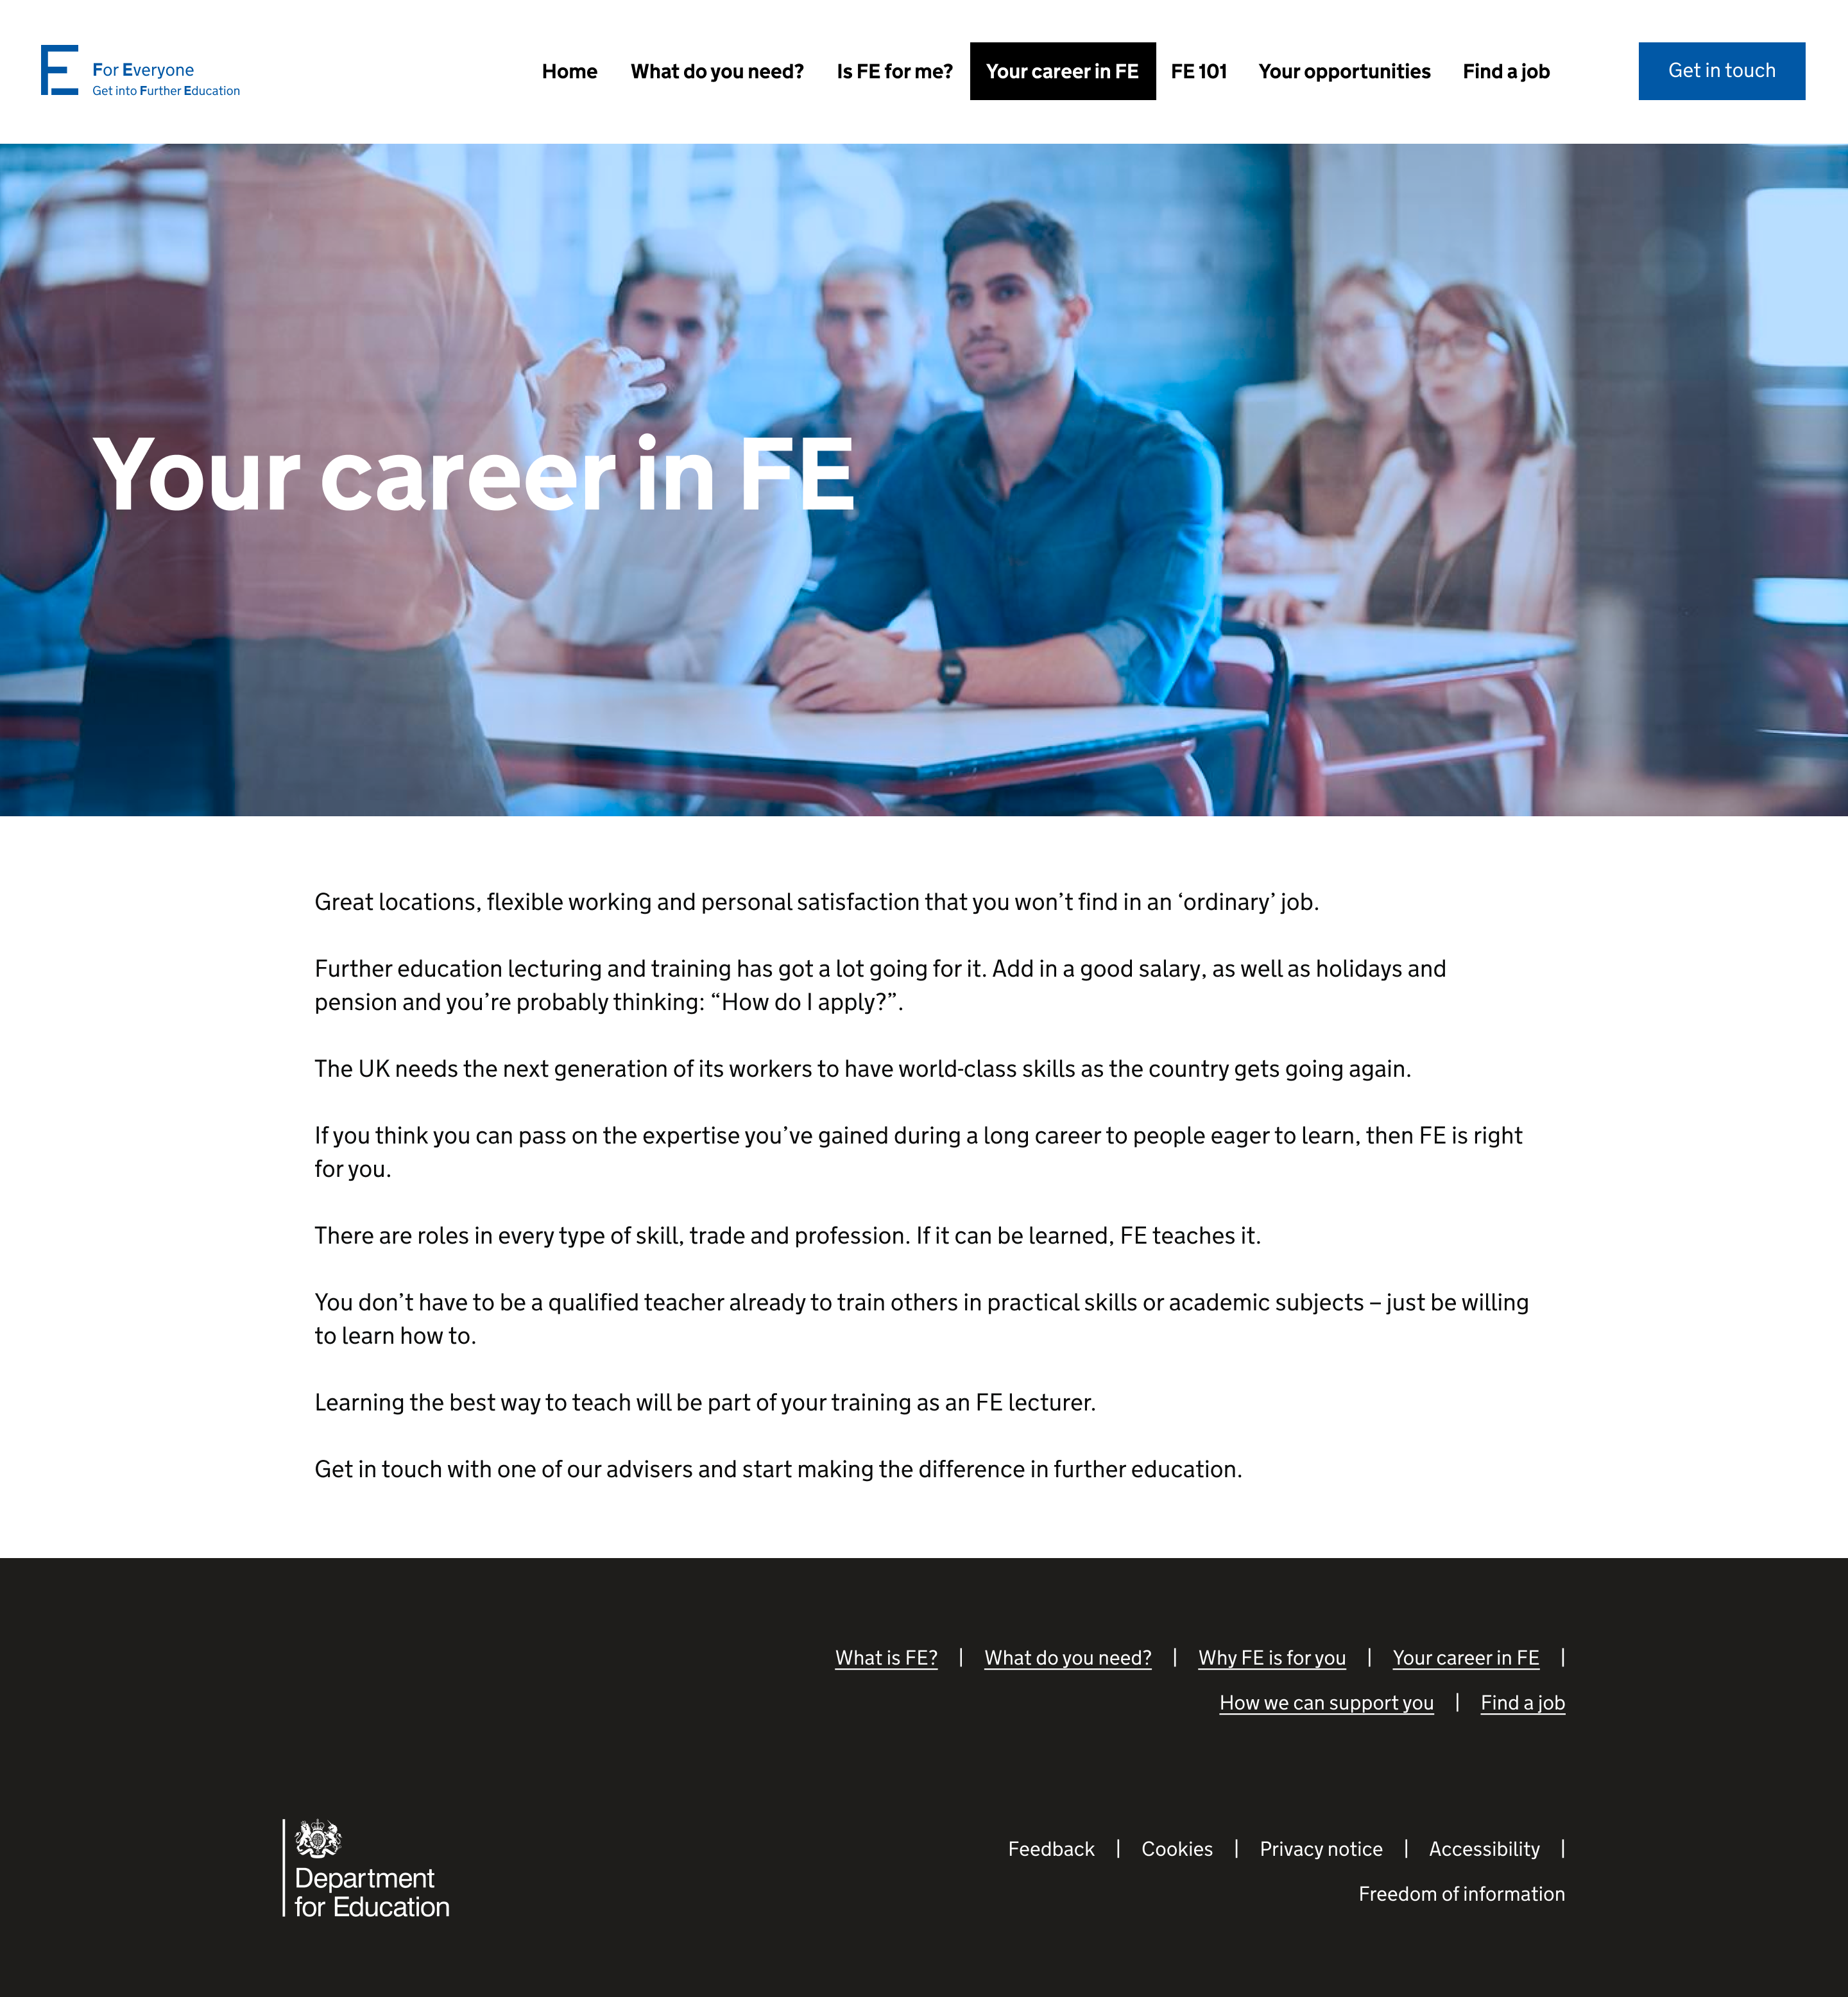 For Everyone
Get into Further Education
Home
What do you need?
Is FE for me?
Your career in FE
FE 101
Your opportunities
Find a job
Get in touch
Your career in FE
Great locations, flexible working and personal satisfaction that you won’t find in an ‘ordinary’ job.
Further education lecturing and training has got a lot going for it. Add in a good salary, as well as holidays and
pension and you’re probably thinking: “How do I apply?”.
The UK needs the next generation of its workers to have world-class skills as the country gets going again.
If you think you can pass on the expertise you’ve gained during a long career to people eager to learn, then FE is right
for you.
There are roles in every type of skill, trade and profession. If it can be learned, FE teaches it.
You don’t have to be a qualified teacher already to train others in practical skills or academic subjects – just be willing
to learn how to.
Learning the best way to teach will be part of your training as an FE lecturer.
Get in touch with one of our advisers and start making the difference in further education.
What is FE? | What do you need? | Why FE is for you | Your career in FE |
How we can support you | Find a job
Department
for Education
Feedback | Cookies | Privacy notice | Accessibility |
Freedom of information